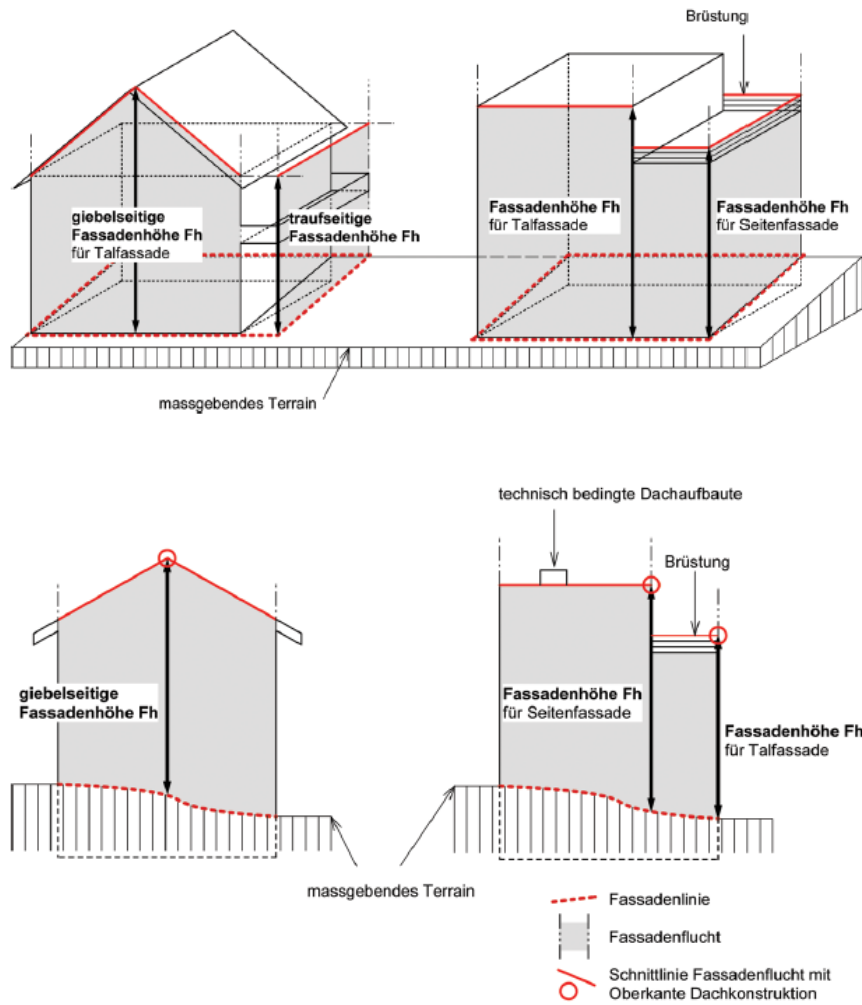 Brüstung
giebelseitige
Fassadenhöhe Fh
für Talfassade
traufseitige
Fassadenhöhe Fh
Fassadenhöhe Fh
für Talfassade
Fassadenhöhe Fh
für Seitenfassade
massgebendes Terrain
technisch bedingte Dachaufbaute
Brüstung
giebelseitige
Fassadenhöhe Fh
Fassadenhöhe Fh
für Seitenfassade
Fassadenhöhe Fh
für Talfassade
massgebendes Terrain
Fassadenlinie
Fassadenflucht
Schnittlinie Fassadenflucht mit
Oberkante Dachkonstruktion